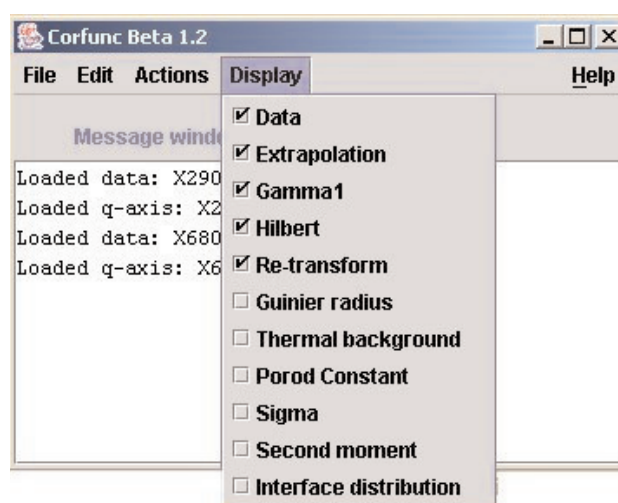 Corfunc Beta 1.2
File Edit Actions Display Help
Message
Data
Extrapolation
Gamma1
Hilbert
Re-transform
Guinier radius
Thermal background
Porod Constant
Sigma
Second moment
Interface distribution
Loaded data: X290
Loaded q-axis: X2
Loaded data: X680
Loaded q-axis: X6